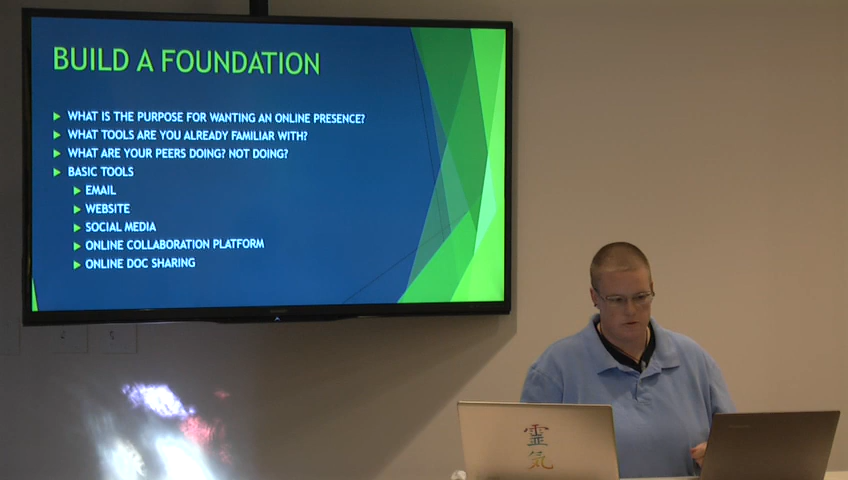 BUILD A FOUNDATION
WHAT IS THE PURPOSE FOR WANTING AN ONLINE PRESENCE?
WHAT TOOLS ARE YOU ALREADY FAMILIAR WITH?
WHAT ARE YOUR PEERS DOING? NOT DOING?
BASIC TOOLS
EMAIL
WEBSITE
SOCIAL MEDIA
ONLINE COLLABORATION PLATFORM
ONLINE DOC SHARING
靈
気